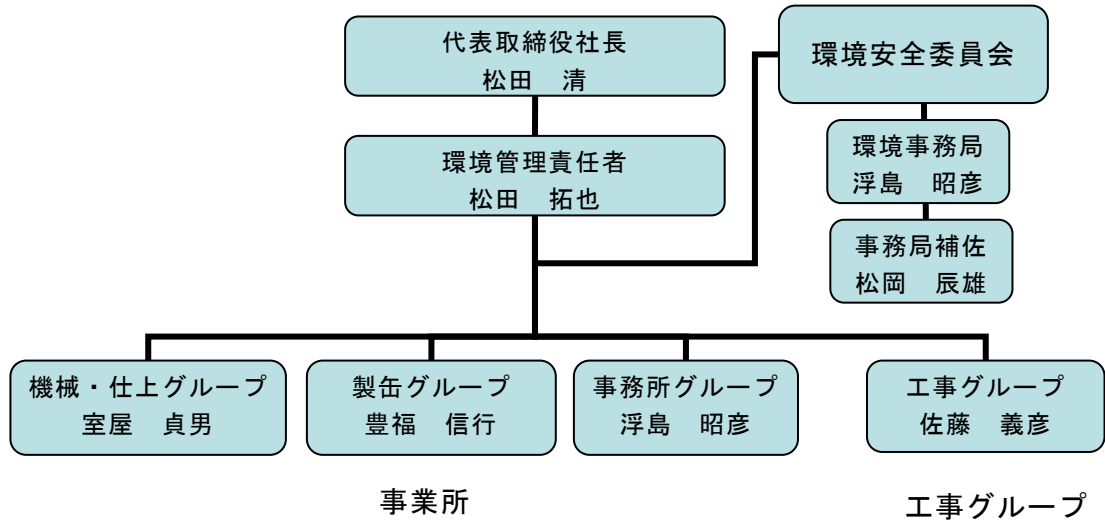 代表取締役社長
松田　清
環境安全委員会
環境管理責任者
松田　拓也
環境事務局
浮島　昭彦
事務局補佐
松岡　辰雄
機械・仕上グループ
室屋　貞男
製缶グループ
豊福　信行
事務所グループ
浮島　昭彦
工事グループ
佐藤　義彦
事業所
工事グループ